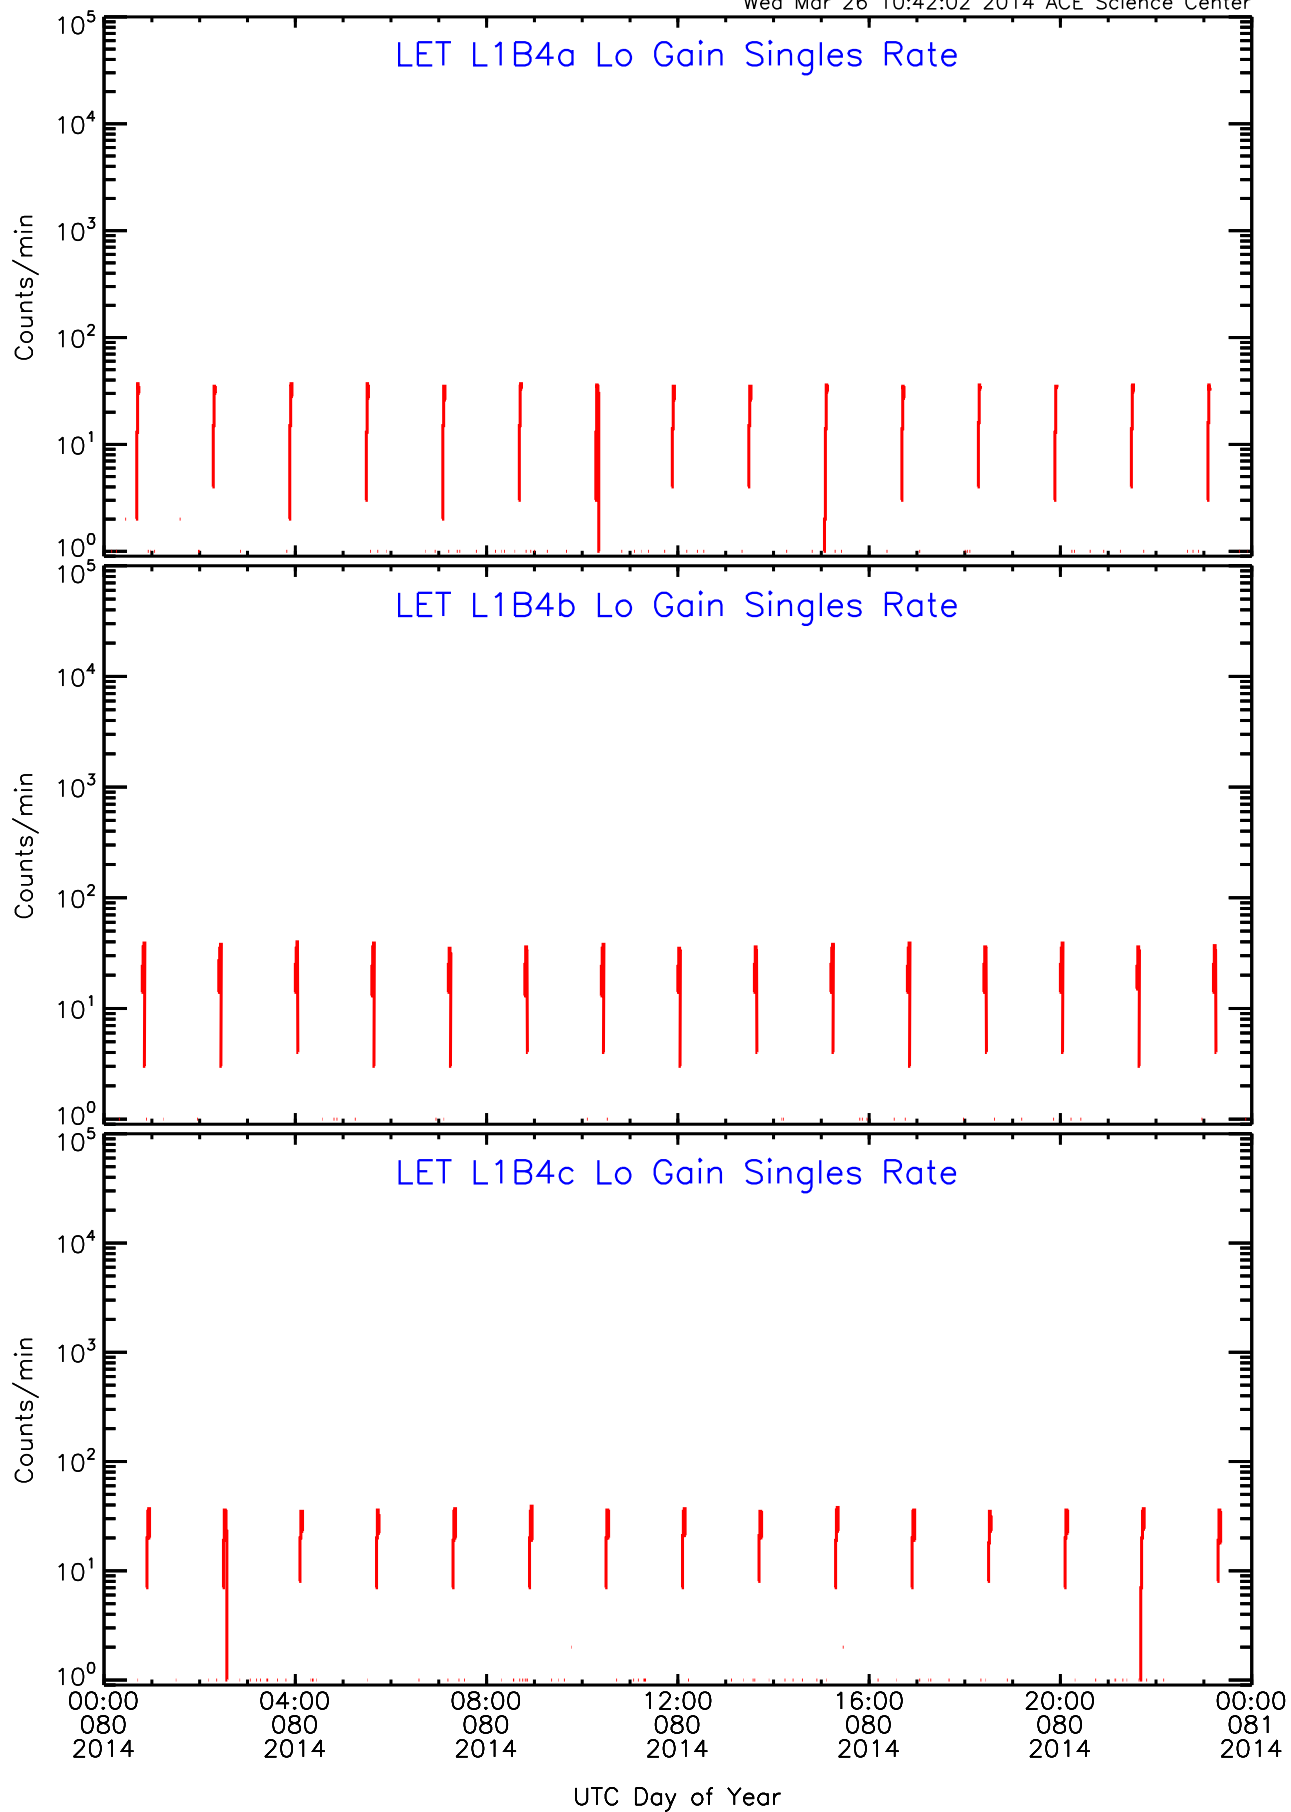 Wed Mar 26 10:42:02 2014 ACE Science Center
LET L1B4a Lo Gain Singles Rate
10^5
10^4
10^3
10^2
10^1
10^0
Counts/min
LET L1B4b Lo Gain Singles Rate
10^5
10^4
10^3
10^2
10^1
10^0
Counts/min
LET L1B4c Lo Gain Singles Rate
10^5
10^4
10^3
10^2
10^1
10^0
Counts/min
00:00 04:00 08:00 12:00 16:00 20:00 00:00
080 080 080 080 080 080 081
2014 2014 2014 2014 2014 2014 2014
UTC Day of Year